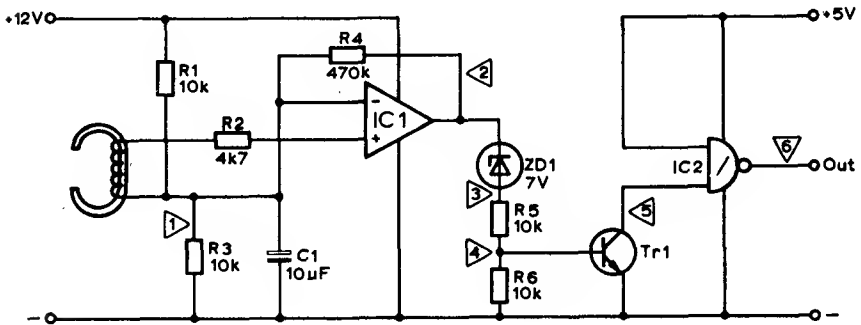 +12V
R4
470k
+5V
R1
10k
2
IC1
-
+
R2
4k7
ZD1
7V
IC2
6
Out
3
1
R5
10k
5
R3
10k
C1
10µF
4
Tr1
R6
10k
-
-